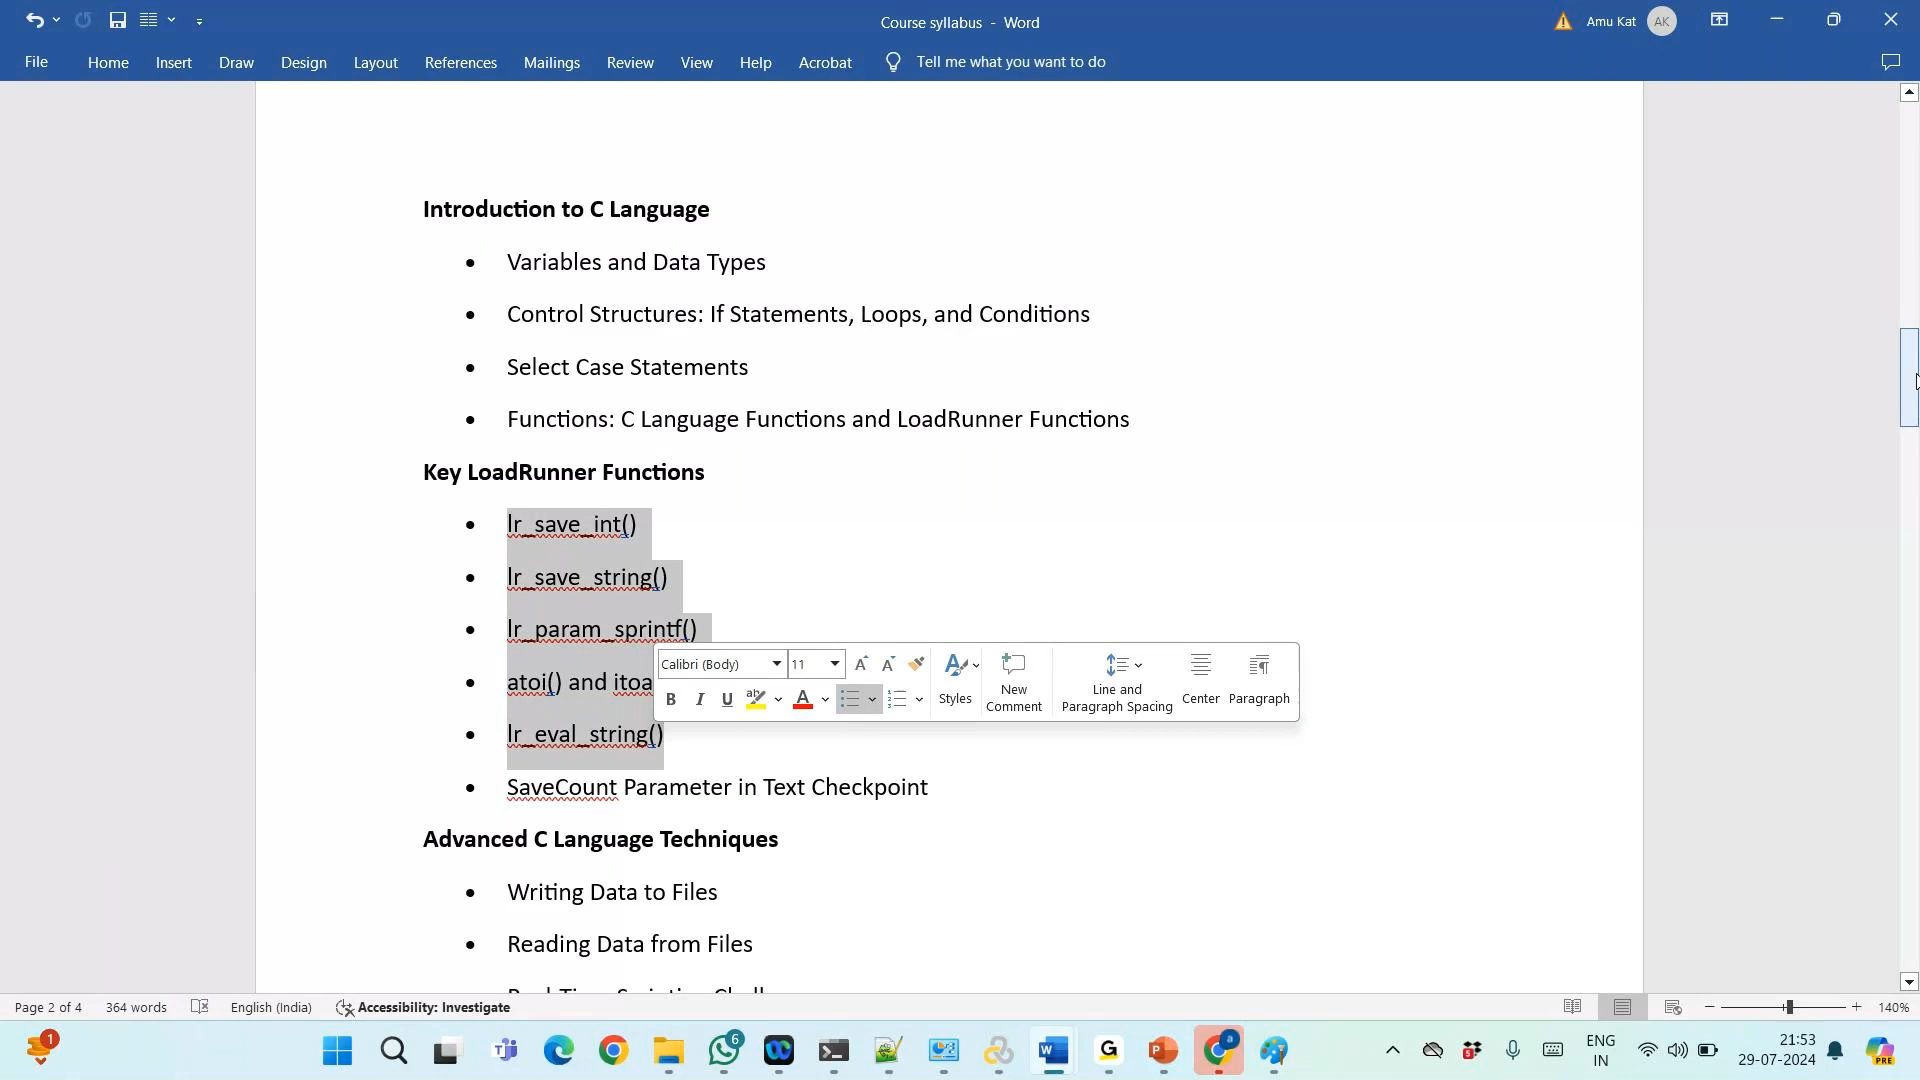 Course syllabus - Word
Amu Kat
AK
File
Home
Insert
Draw
Design
Layout
References
Mailings
Review
View
Help
Acrobat
Tell me what you want to do
Introduction to C Language
• Variables and Data Types
• Control Structures: If Statements, Loops, and Conditions
• Select Case Statements
• Functions: C Language Functions and LoadRunner Functions
Key LoadRunner Functions
• lr_save_int()
• lr_save_string()
• lr_param_sprintf()
• atoi() and itoa
• lr_eval_string()
• SaveCount Parameter in Text Checkpoint
Calibri (Body)
11
New
Comment
Styles
Line and
Paragraph Spacing
Center
Paragraph
Advanced C Language Techniques
• Writing Data to Files
• Reading Data from Files
Page 2 of 4
364 words
English (India)
Accessibility: Investigate
140%
1
6
ENG
IN
21:53
29-07-2024
PRE